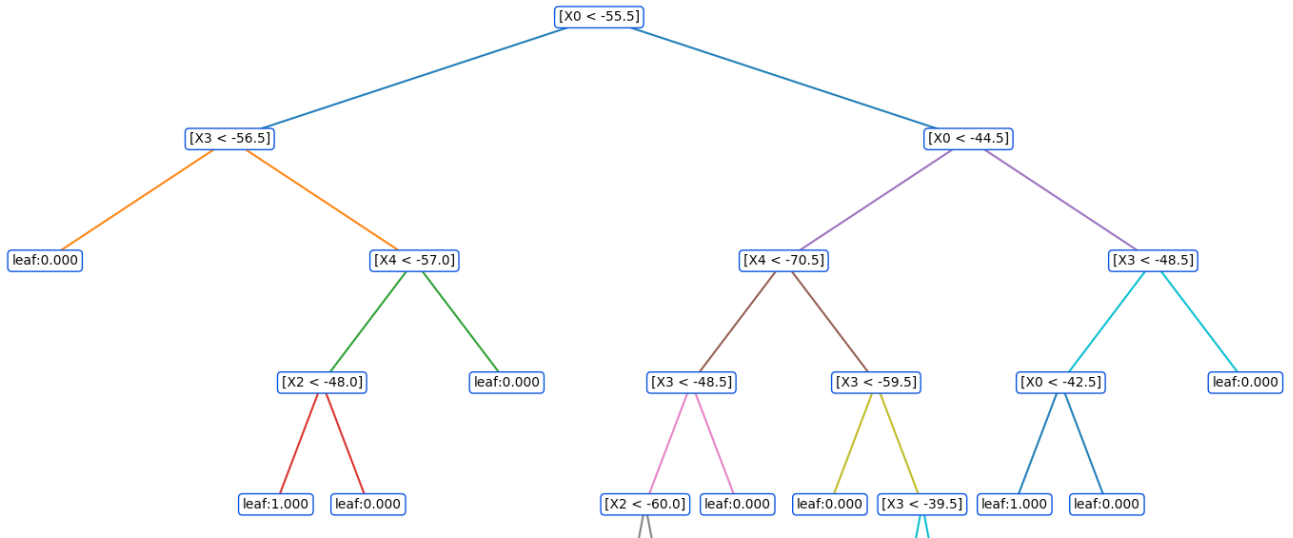 [X0 < -55.5]
[X3 < -56.5]
[X0 < -44.5]
leaf:0.000
[X4 < -57.0]
[X4 < -70.5]
[X3 < -48.5]
[X2 < -48.0]
leaf:0.000
[X3 < -48.5]
[X3 < -59.5]
[X0 < -42.5]
leaf:0.000
leaf:1.000
leaf:0.000
[X2 < -60.0]
leaf:0.000
leaf:0.000
[X3 < -39.5]
leaf:1.000
leaf:0.000